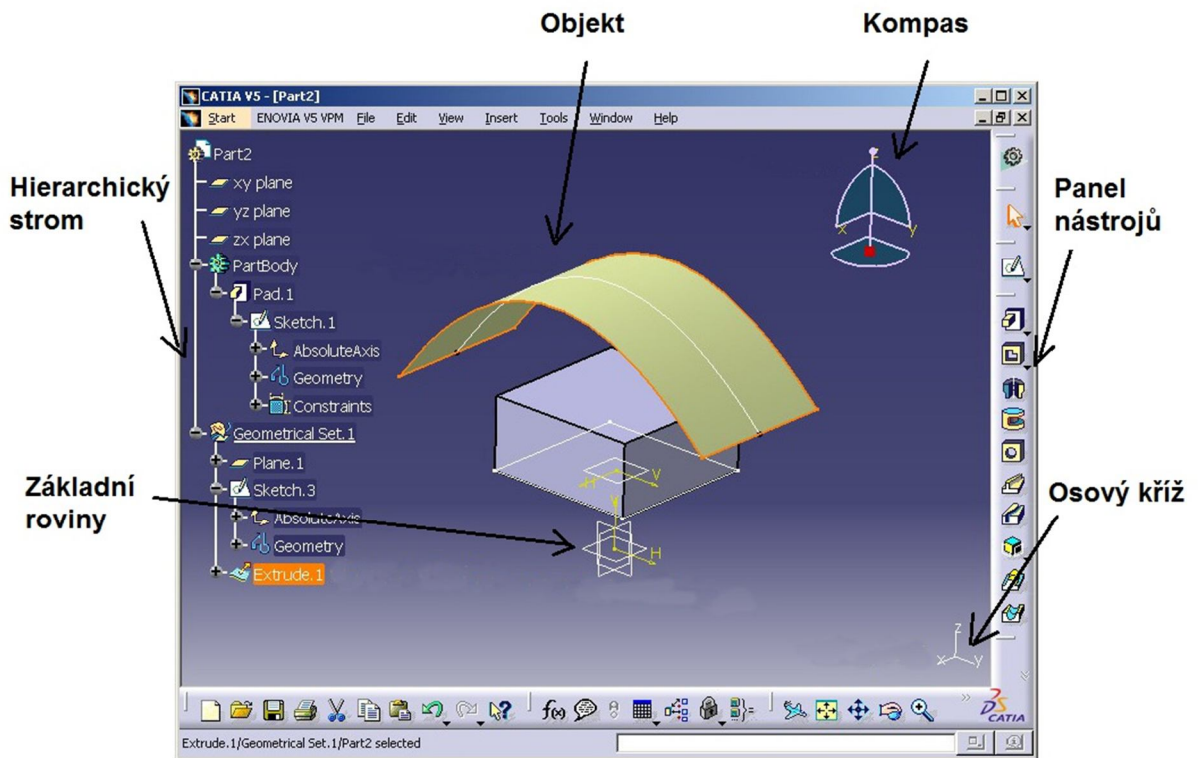 Objekt
Kompas
CATIA V5 - [Part2]
Start ENOVIA V5 VPM File Edit View Insert Tools Window Help
Part2
xy plane
yz plane
zx plane
PartBody
Pad.1
Sketch.1
AbsoluteAxis
Geometry
Constraints
Geometrical Set.1
Plane.1
Sketch.3
AbsoluteAxis
Geometry
Extrude.1
Hierarchický
strom
Základní
roviny
z
x y
H V
V
H
Panel
nástrojů
Osový kříž
z
x y
f(x)
CATIA
Extrude.1/Geometrical Set.1/Part2 selected